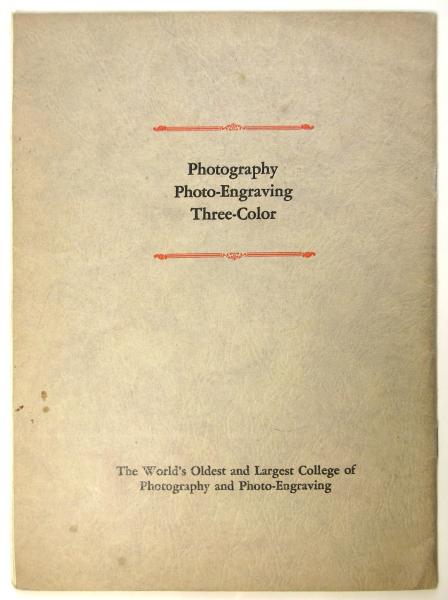 Photography
Photo-Engraving
Three-Color
The World's Oldest and Largest College of
Photography and Photo-Engraving